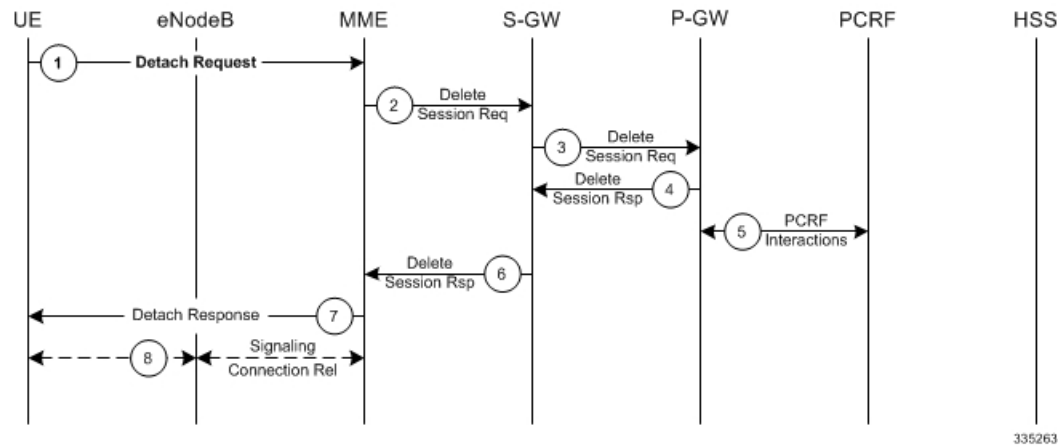 UE eNodeB MME S-GW P-GW PCRF HSS
1 Detach Request
2 Delete
Session Req
3 Delete
Session Req
Delete 4
Session Rsp
5 PCRF
Interactions
Delete 6
Session Rsp
Detach Response 7
8 Signaling
Connection Rel
335263